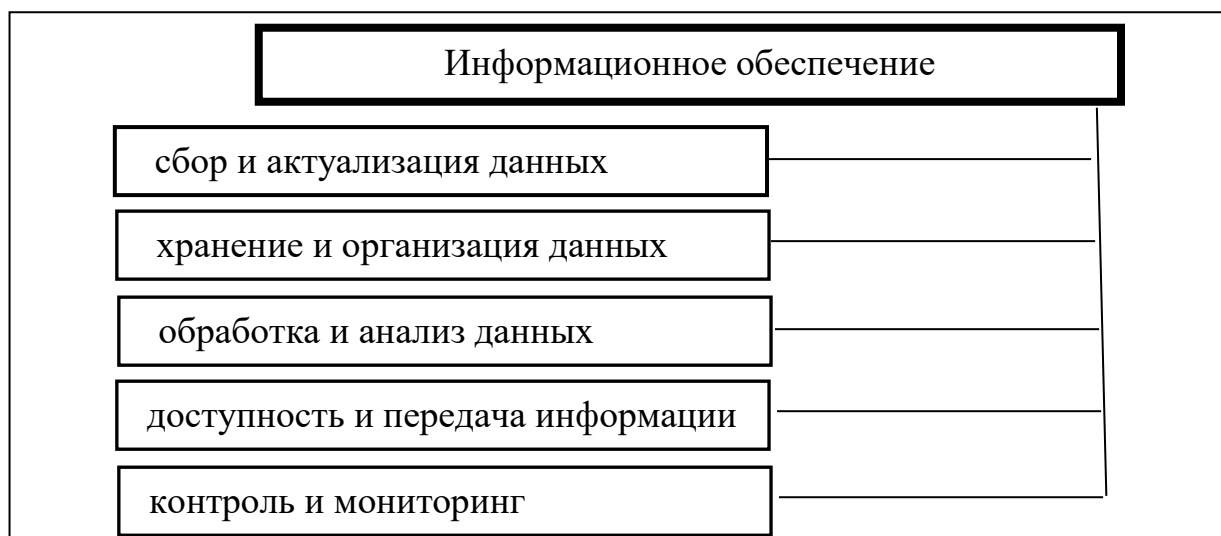 Информационное обеспечение
сбор и актуализация данных
хранение и организация данных
обработка и анализ данных
доступность и передача информации
контроль и мониторинг